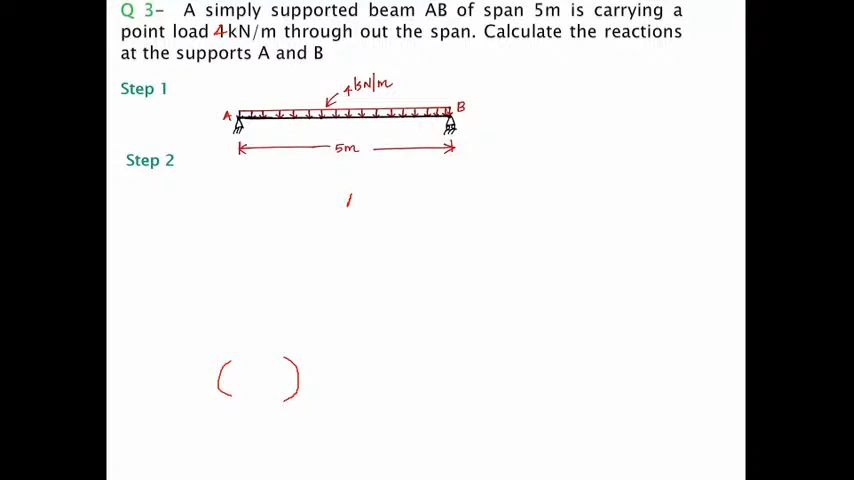 Q 3- A simply supported beam AB of span 5m is carrying a
point load 4kN/m through out the span. Calculate the reactions
at the supports A and B
Step 1
4kN/m
A
B
5m
Step 2
( )